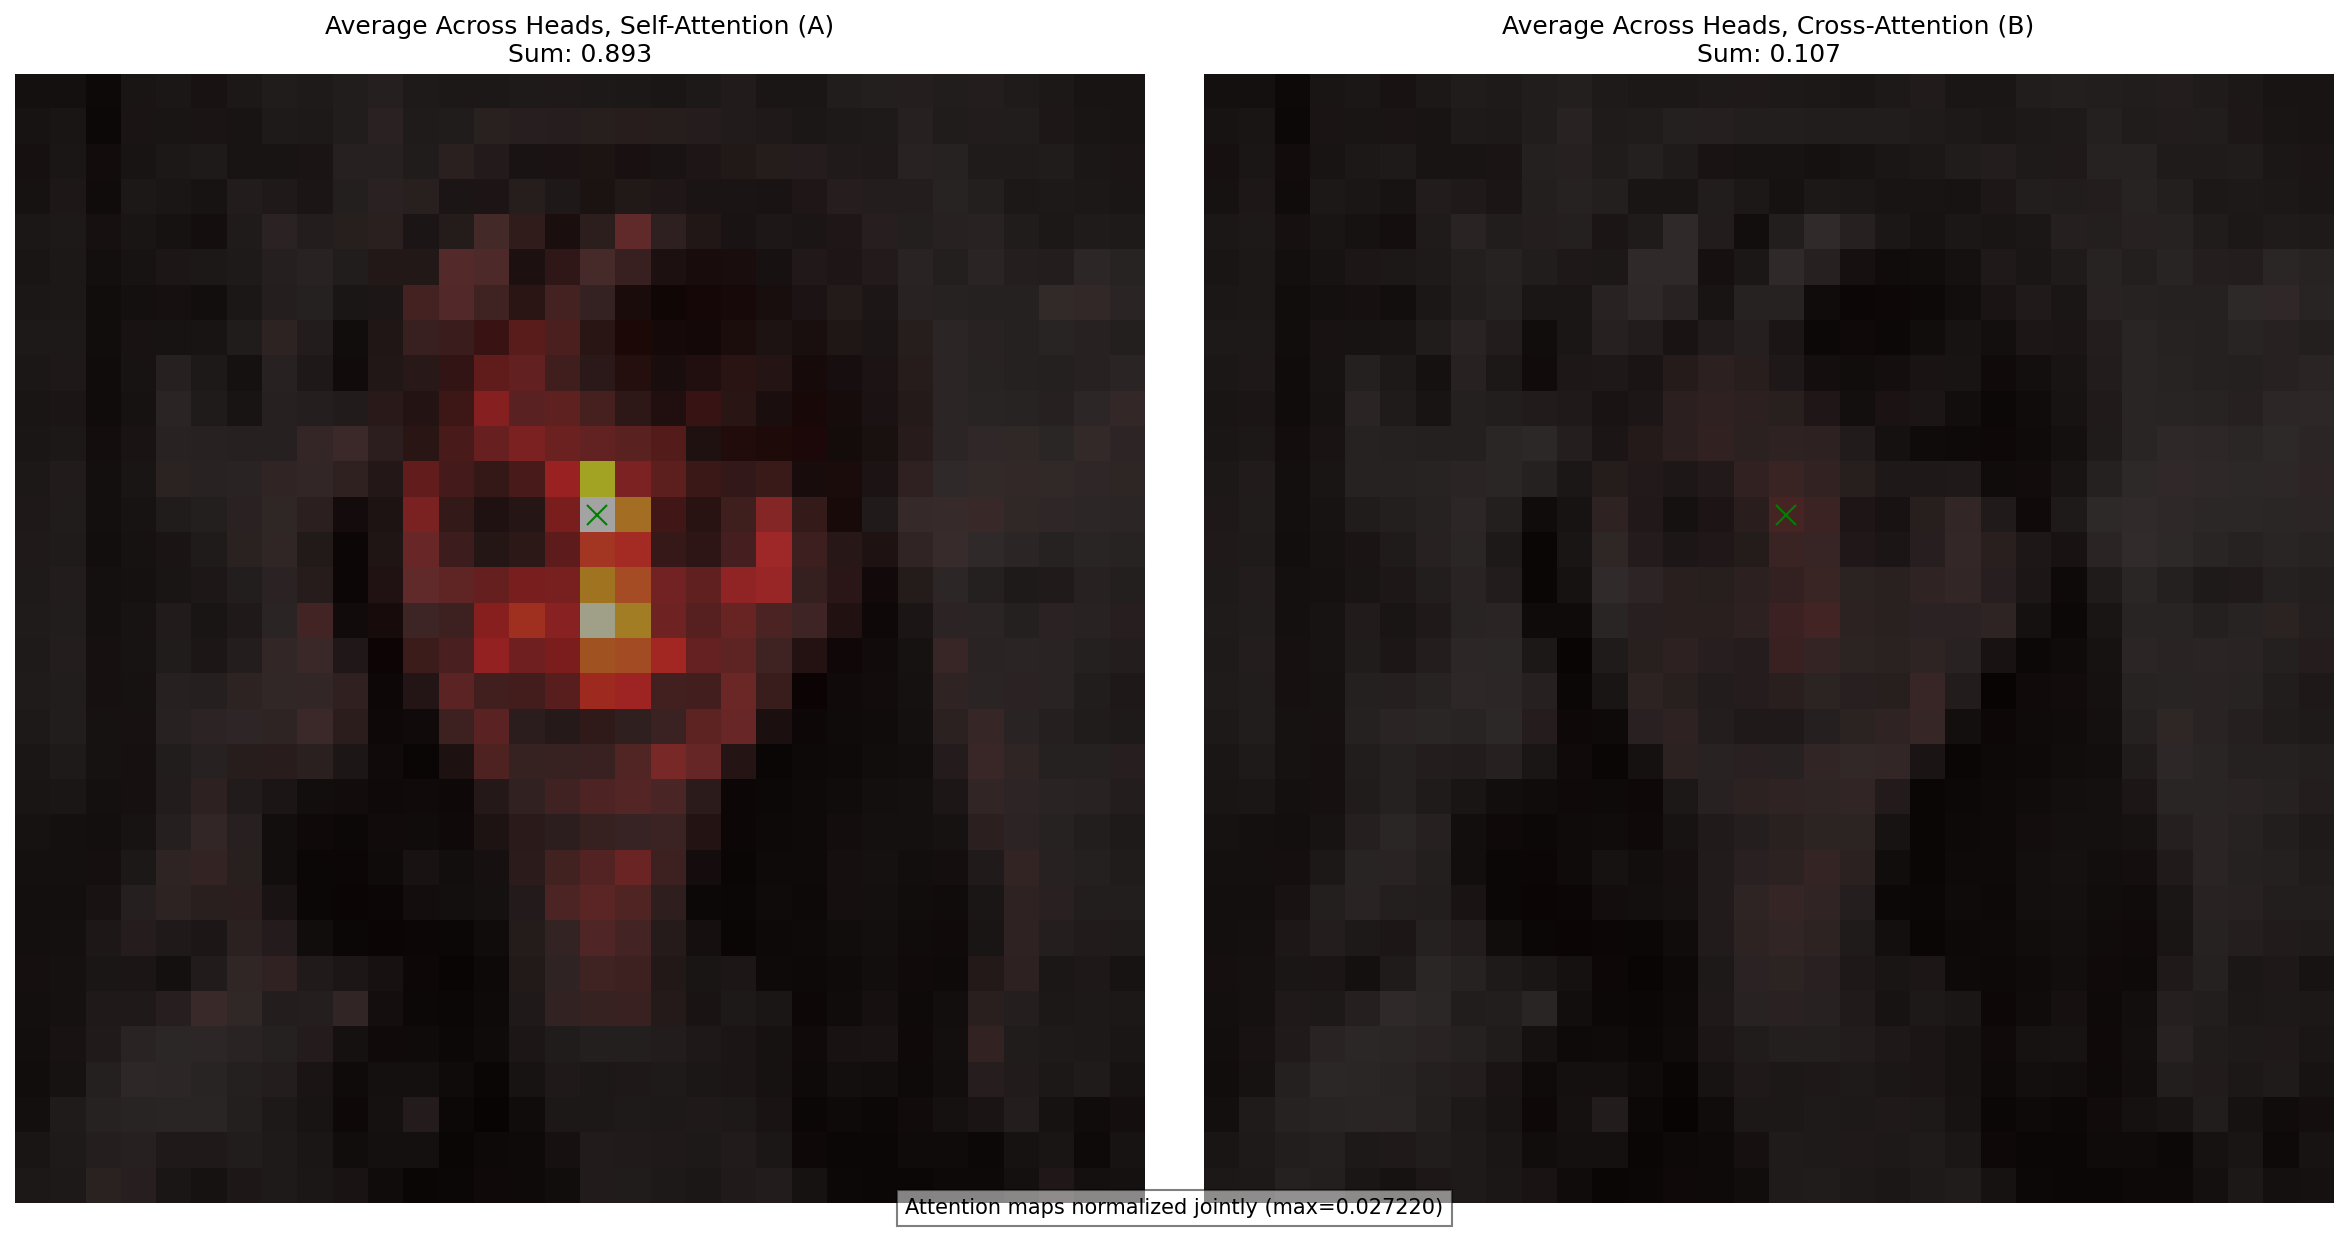 Average Across Heads, Self-Attention (A)
Sum: 0.893
Average Across Heads, Cross-Attention (B)
Sum: 0.107
Attention maps normalized jointly (max=0.027220)